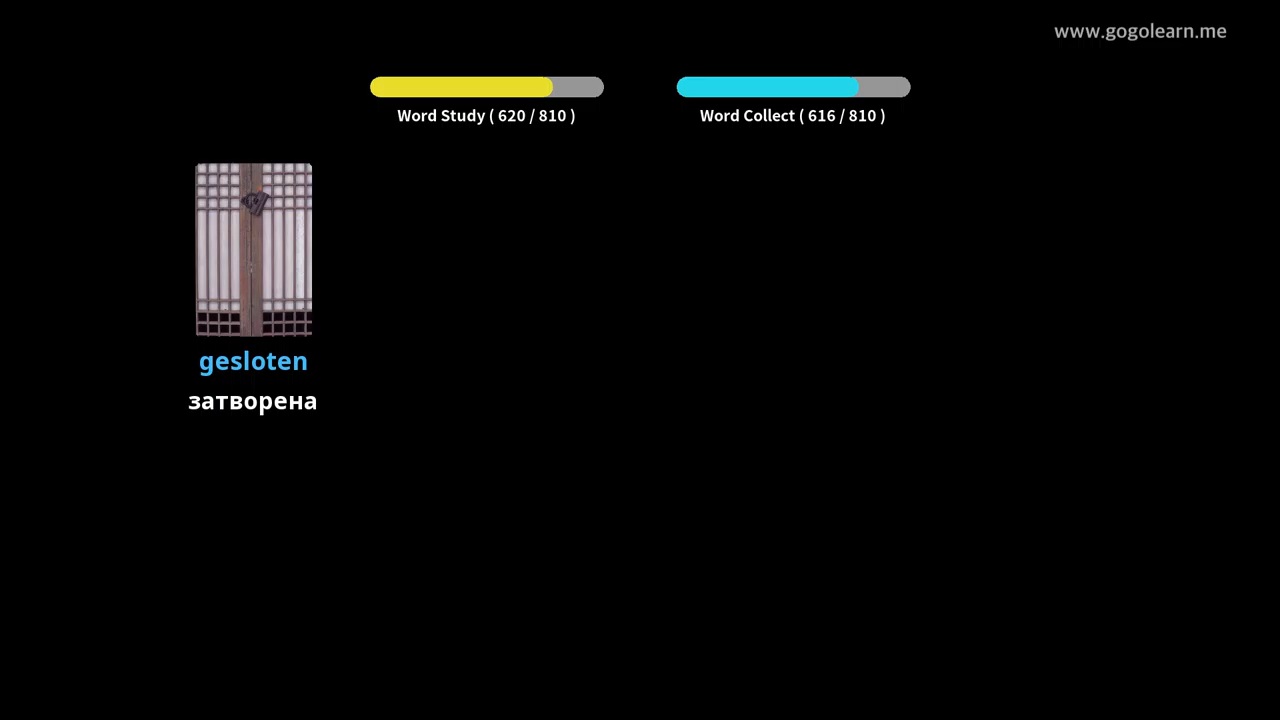 www.gogolearn.me
Word Study ( 620 / 810 )
Word Collect ( 616 / 810 )
gesloten
затворена